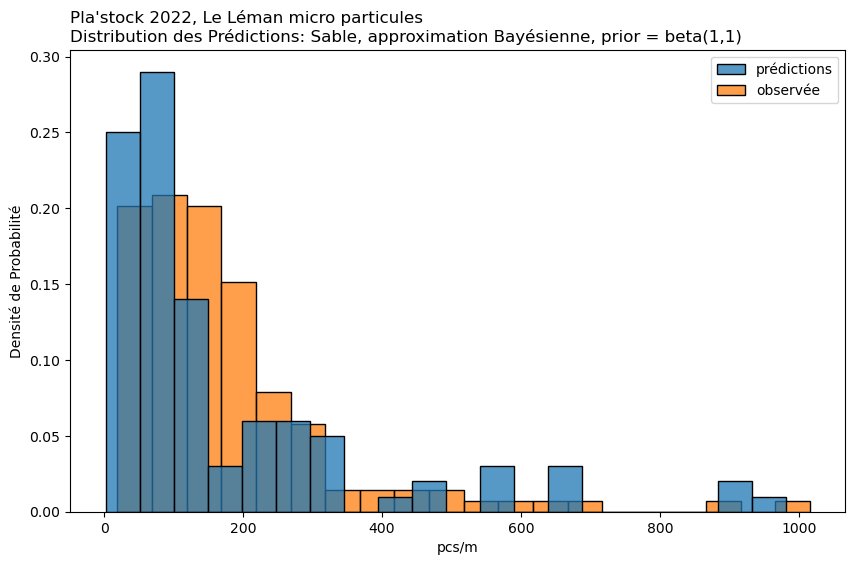 Pla'stock 2022, Le Léman micro particules
Distribution des Prédictions: Sable, approximation Bayésienne, prior = beta(1,1)
prédictions
observée
Densité de Probabilité
0.30
0.25
0.20
0.15
0.10
0.05
0.00
0 200 400 600 800 1000
pcs/m